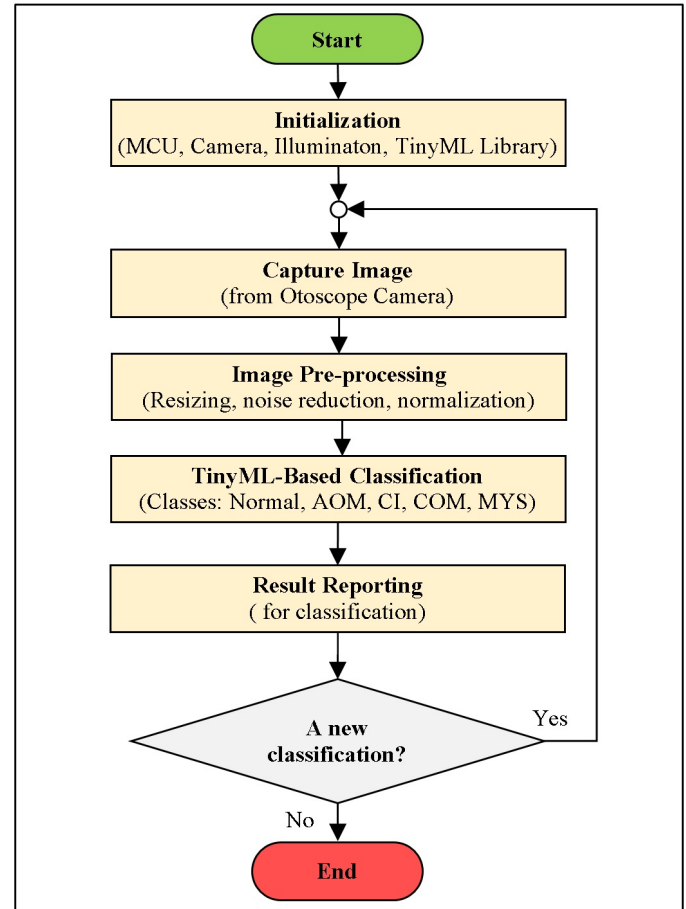 Start
Initialization
(MCU, Camera, Illuminaton, TinyML Library)
Capture Image
(from Otoscope Camera)
Image Pre-processing
(Resizing, noise reduction, normalization)
TinyML-Based Classification
(Classes: Normal, AOM, CI, COM, MYS)
Result Reporting
( for classification)
A new
classification?
Yes
No
End